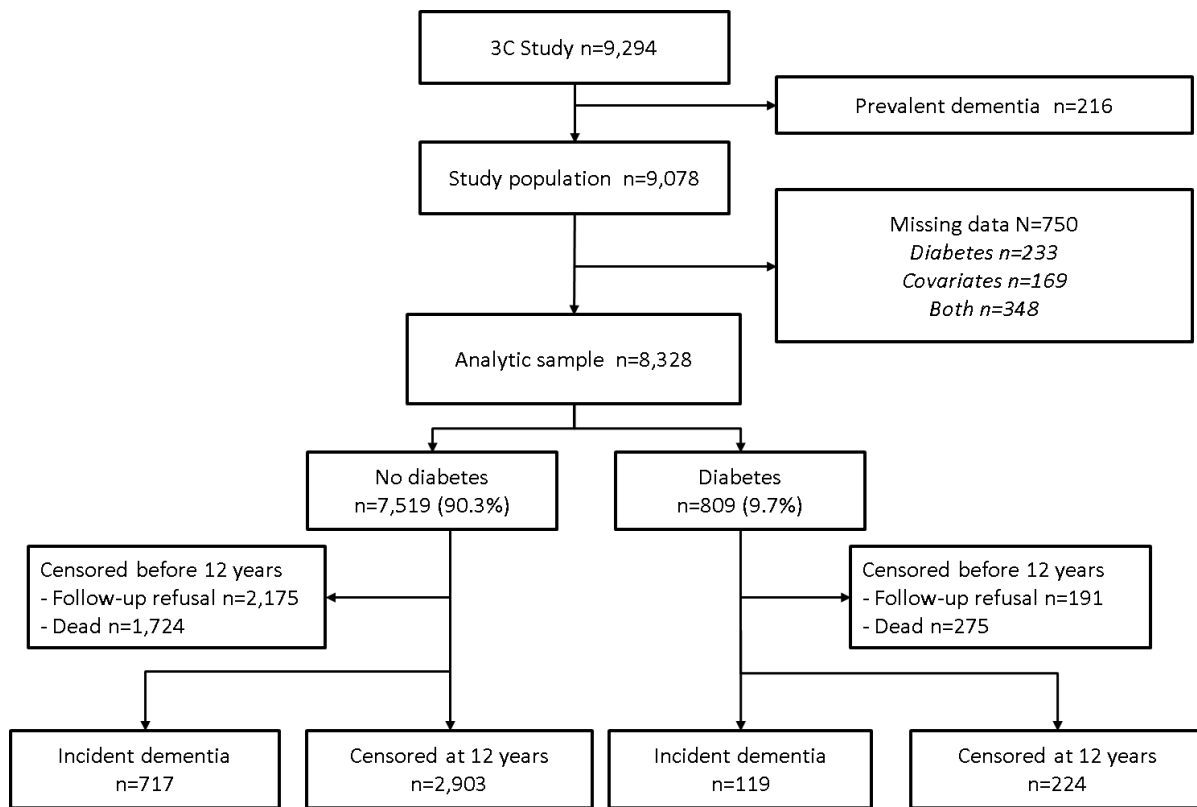 3C Study n=9,294
Prevalent dementia n=216
Study population n=9,078
Missing data N=750
Diabetes n=233
Covariates n=169
Both n=348
Analytic sample n=8,328
No diabetes
n=7,519 (90.3%)
Diabetes
n=809 (9.7%)
Censored before 12 years
- Follow-up refusal n=2,175
- Dead n=1,724
Censored before 12 years
- Follow-up refusal n=191
- Dead n=275
Incident dementia
n=717
Censored at 12 years
n=2,903
Incident dementia
n=119
Censored at 12 years
n=224